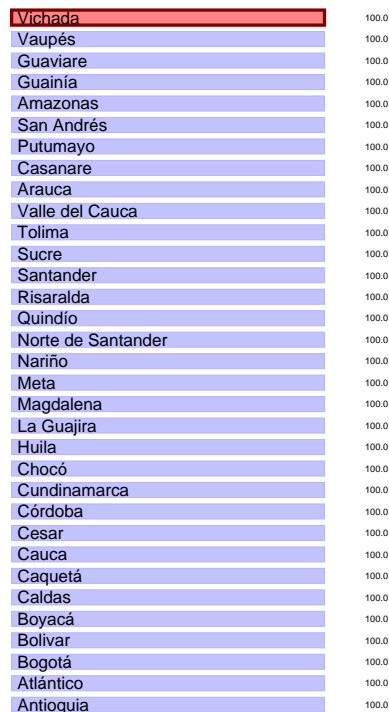 Vichada 100.0
Vaupés 100.0
Guaviare 100.0
Guainía 100.0
Amazonas 100.0
San Andrés 100.0
Putumayo 100.0
Casanare 100.0
Arauca 100.0
Valle del Cauca 100.0
Tolima 100.0
Sucre 100.0
Santander 100.0
Risaralda 100.0
Quindío 100.0
Norte de Santander 100.0
Nariño 100.0
Meta 100.0
Magdalena 100.0
La Guajira 100.0
Huila 100.0
Chocó 100.0
Cundinamarca 100.0
Córdoba 100.0
Cesar 100.0
Cauca 100.0
Caquetá 100.0
Caldas 100.0
Boyacá 100.0
Bolivar 100.0
Bogotá 100.0
Atlántico 100.0
Antioquia 100.0